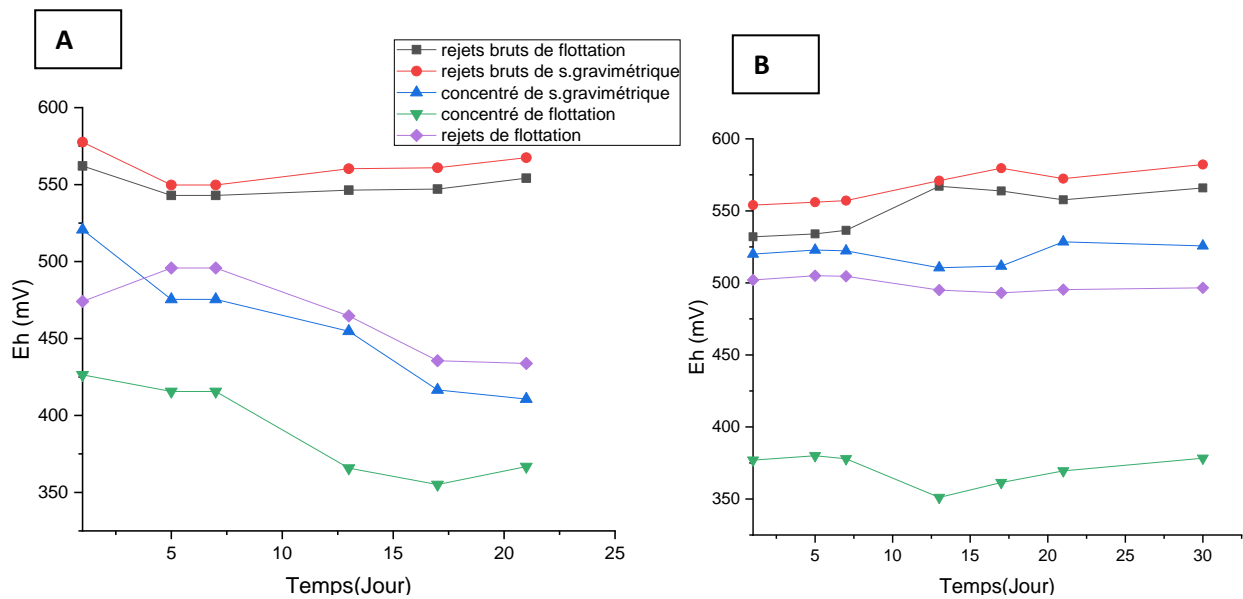 A
rejets bruts de flottation
rejets bruts de s.gravimétrique
concentré de s.gravimétrique
concentré de flottation
rejets de flottation
600
550
500
450
400
350
Eh (mV)
5
10
15
20
25
Temps(Jour)
B
600
550
500
450
400
350
Eh (mV)
5
10
15
20
25
30
Temps(Jour)